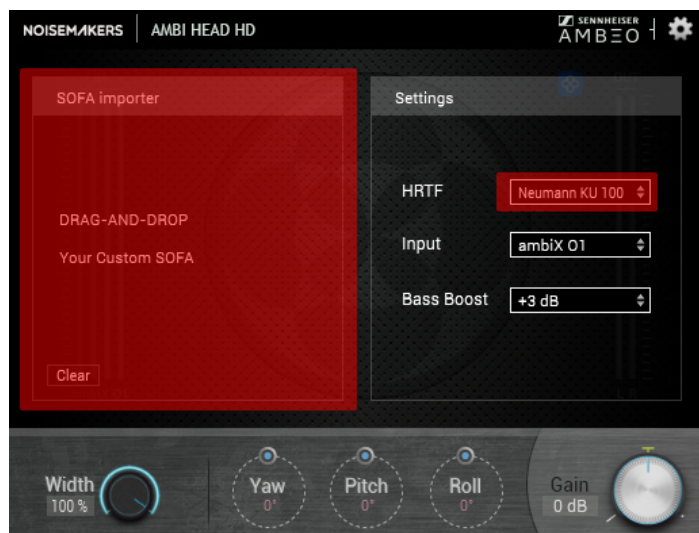 NOISEMAKERS AMBI HEAD HD
SENNHEISER
AMBEO
SOFA importer
DRAG-AND-DROP
Your Custom SOFA
Clear
Settings
HRTF Neumann KU 100
Input ambiX O1
Bass Boost +3 dB
Width
100 %
Yaw
0°
Pitch
0°
Roll
0°
Gain
0 dB